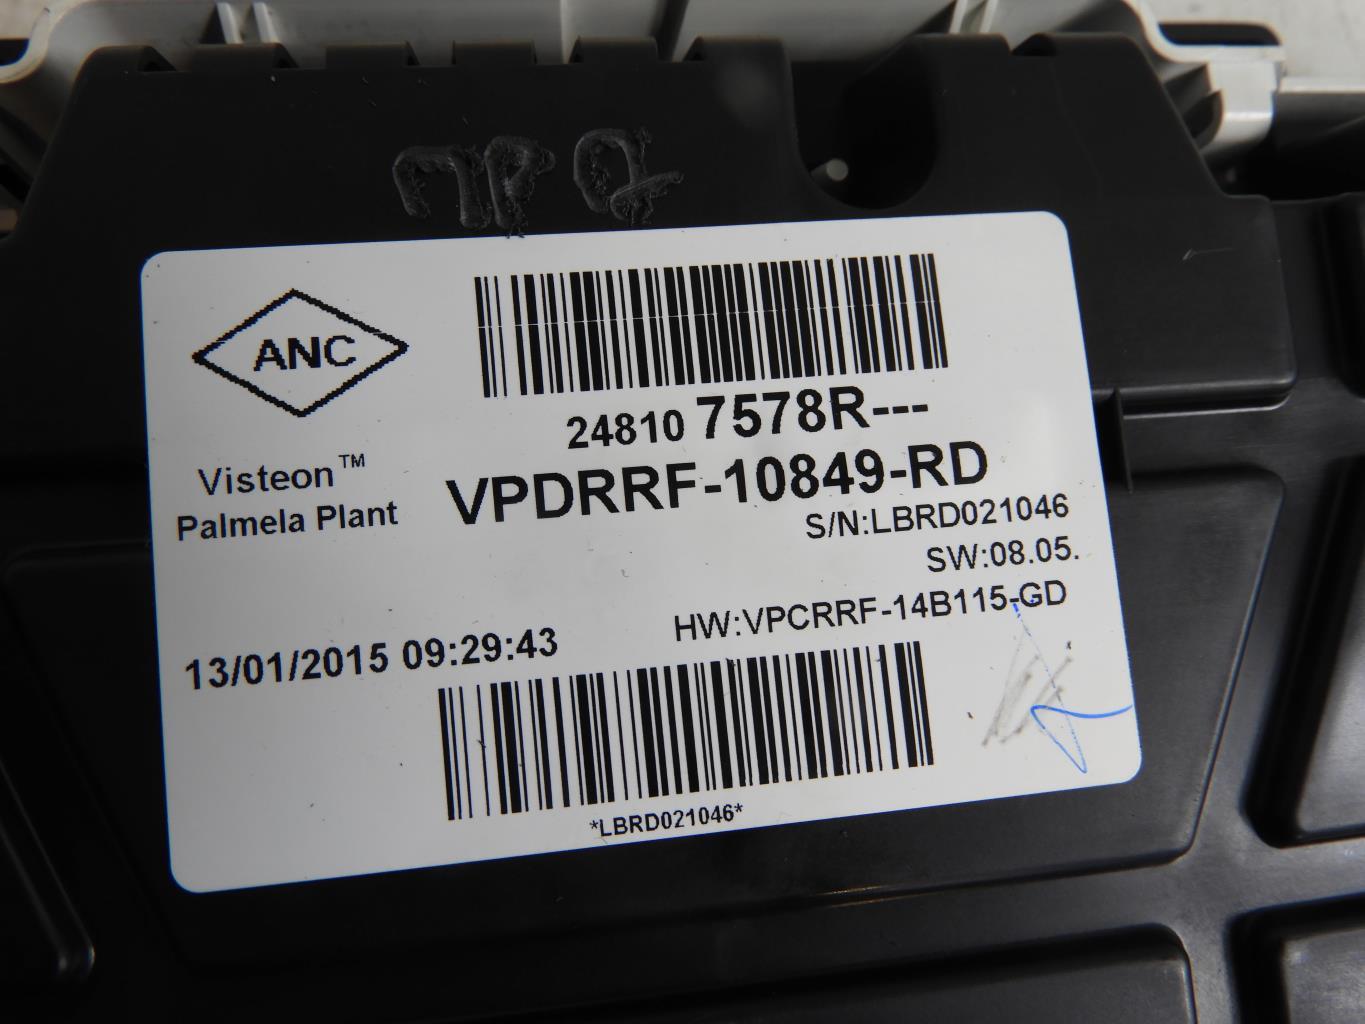 ANC
24810 7578R---
Visteon™
Palmela Plant
VPDRRF-10849-RD
S/N:LBRD021046
SW:08.05.
HW:VPCRRF-14B115-GD
13/01/2015 09:29:43
*LBRD021046*